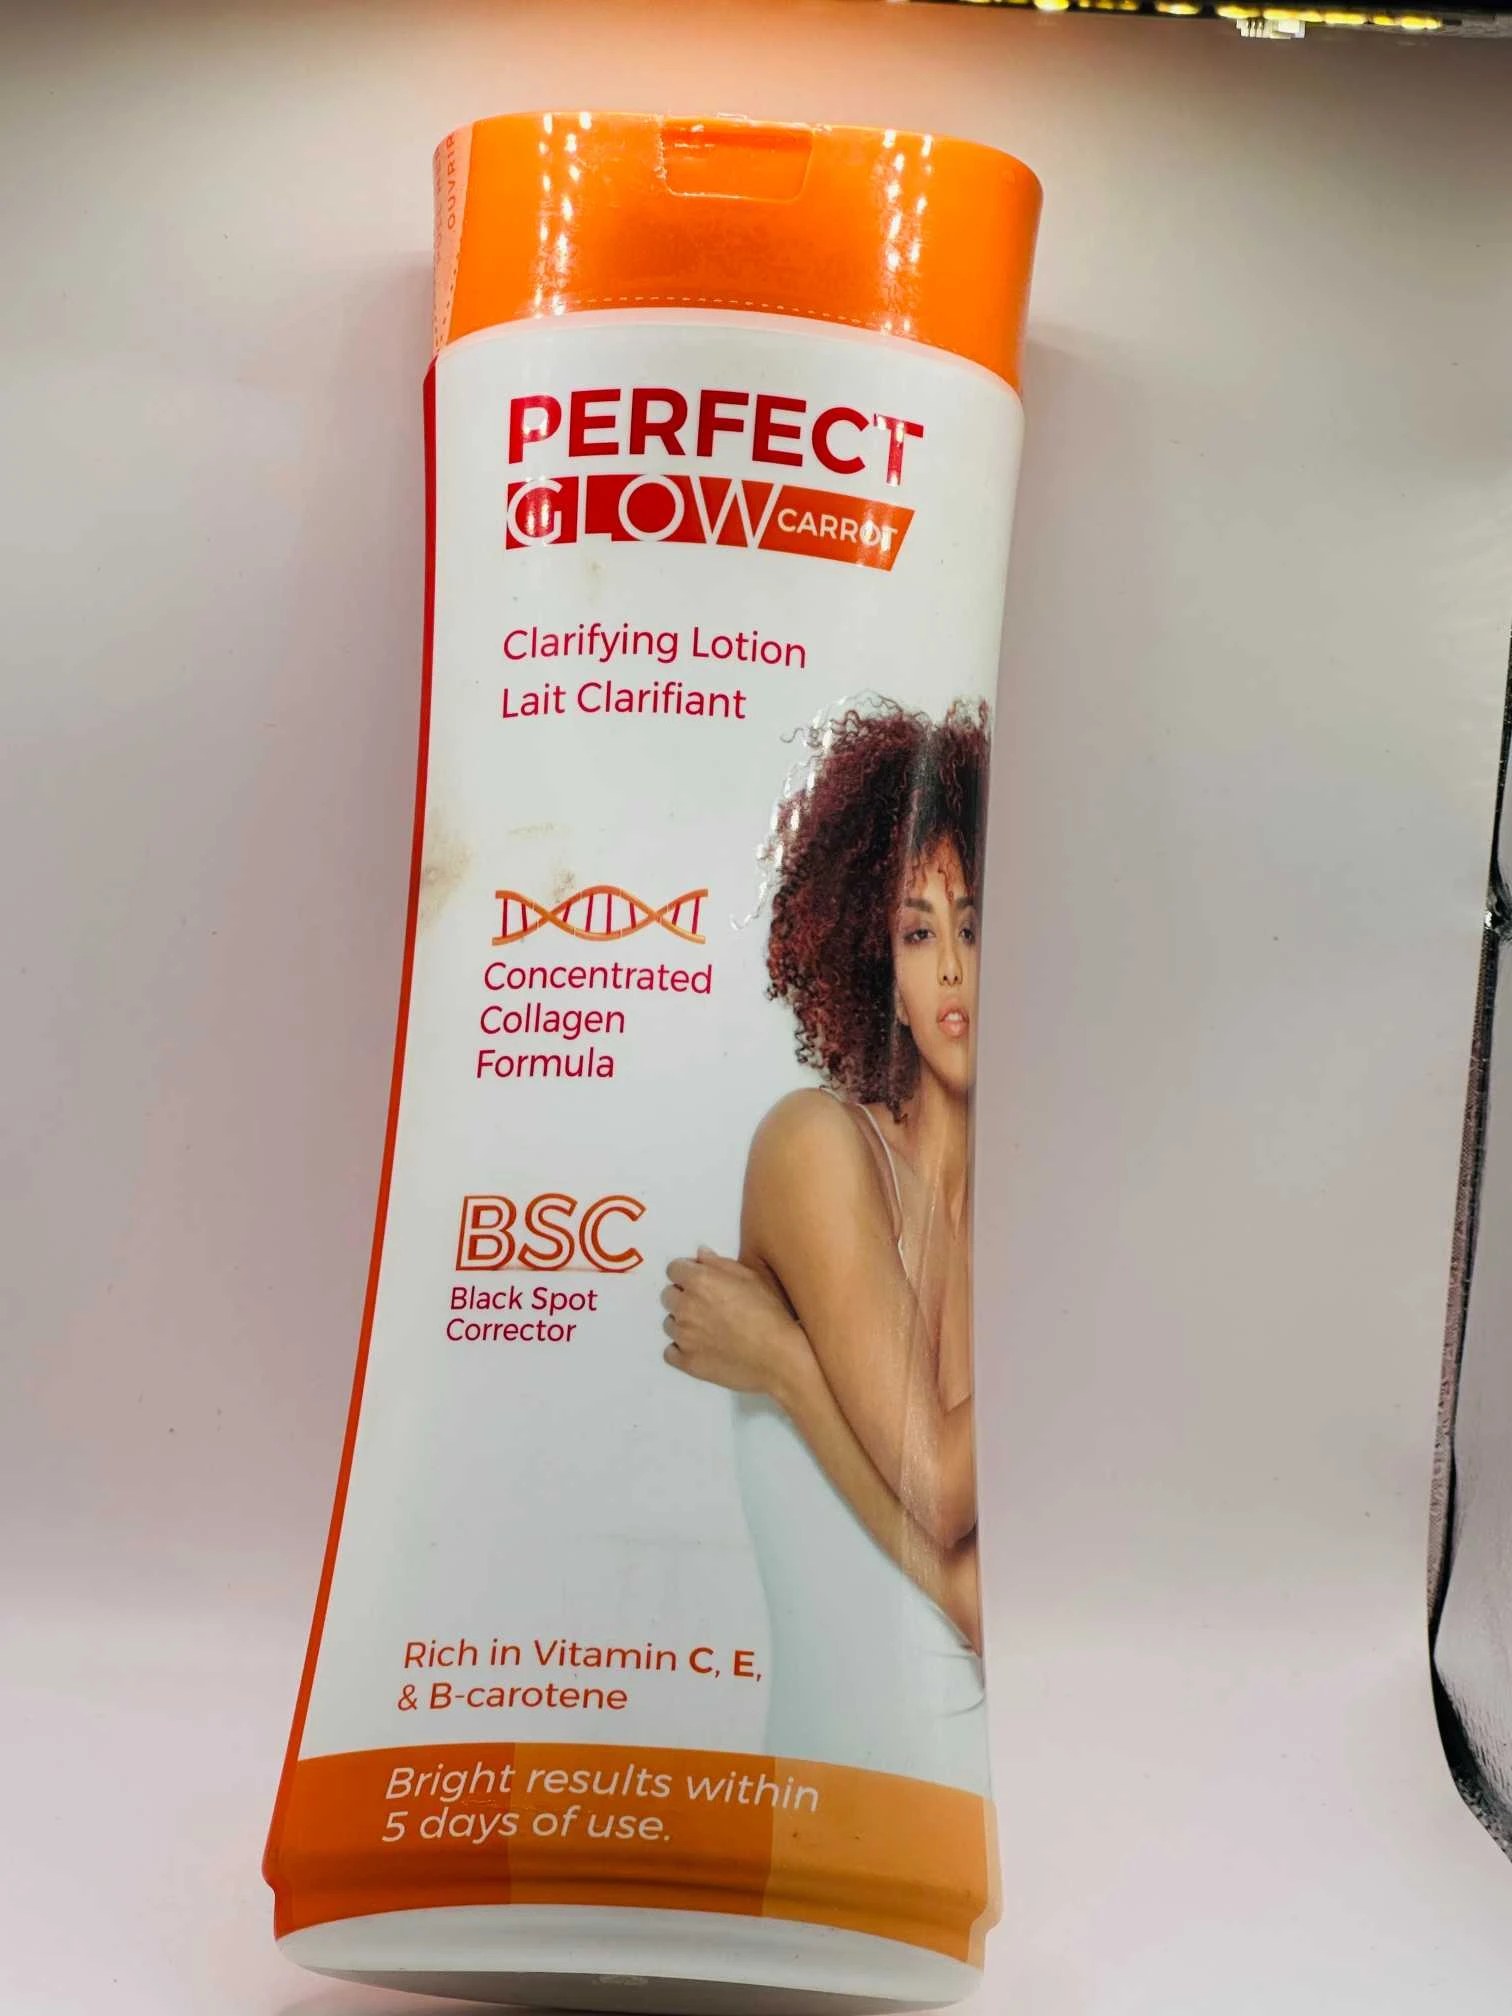 OUVRIR
PERFECT
GLOW CARROT
Clarifying Lotion
Lait Clarifiant
Concentrated
Collagen
Formula
BSC
Black Spot
Corrector
Rich in Vitamin C, E,
& B-carotene
Bright results within
5 days of use.